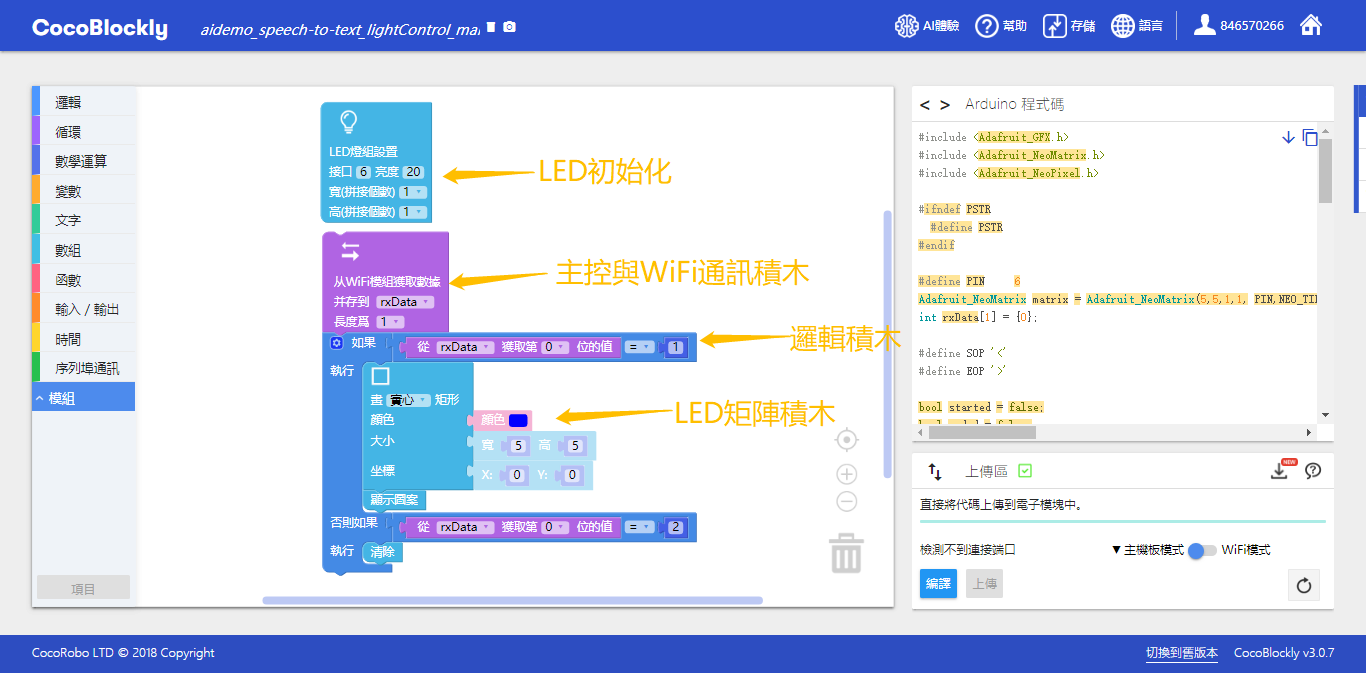 CocoBlockly
aidemo_speech-to-text_lightControl_mai
AI體驗
幫助
存儲
語言
846570266
邏輯
循環
數學運算
變數
文字
數組
函數
輸入 / 輸出
時間
序列埠通訊
模組
項目
LED燈組設置
接口 6 亮度 20
寬(拼接個數) 1
高(拼接個數) 1
LED初始化
从WiFi模組獲取數據
并存到 rxData
長度爲 1
主控與WiFi通訊積木
如果 從 rxData 獲取第 0 位的值 = 1
邏輯積木
執行
畫 實心 矩形
顏色 顏色
大小 寬 5 高 5
坐標 X: 0 Y: 0
顯示圖案
LED矩陣積木
否則如果 從 rxData 獲取第 0 位的值 = 2
執行 清除
< > Arduino 程式碼
#include <Adafruit_GFX.h>
#include <Adafruit_NeoMatrix.h>
#include <Adafruit_NeoPixel.h>
#ifndef PSTR
#define PSTR
#endif
#define PIN 6
Adafruit_NeoMatrix matrix = Adafruit_NeoMatrix(5,5,1,1, PIN,NEO_TI
int rxData[1] = {0};
#define SOP '<'
#define EOP '>'
bool started = false;
上傳區
NEW
直接將代碼上傳到電子模塊中。
檢測不到連接端口
▼主機板模式 WiFi模式
編譯 上傳
CocoRobo LTD © 2018 Copyright
切換到舊版本
CocoBlockly v3.0.7